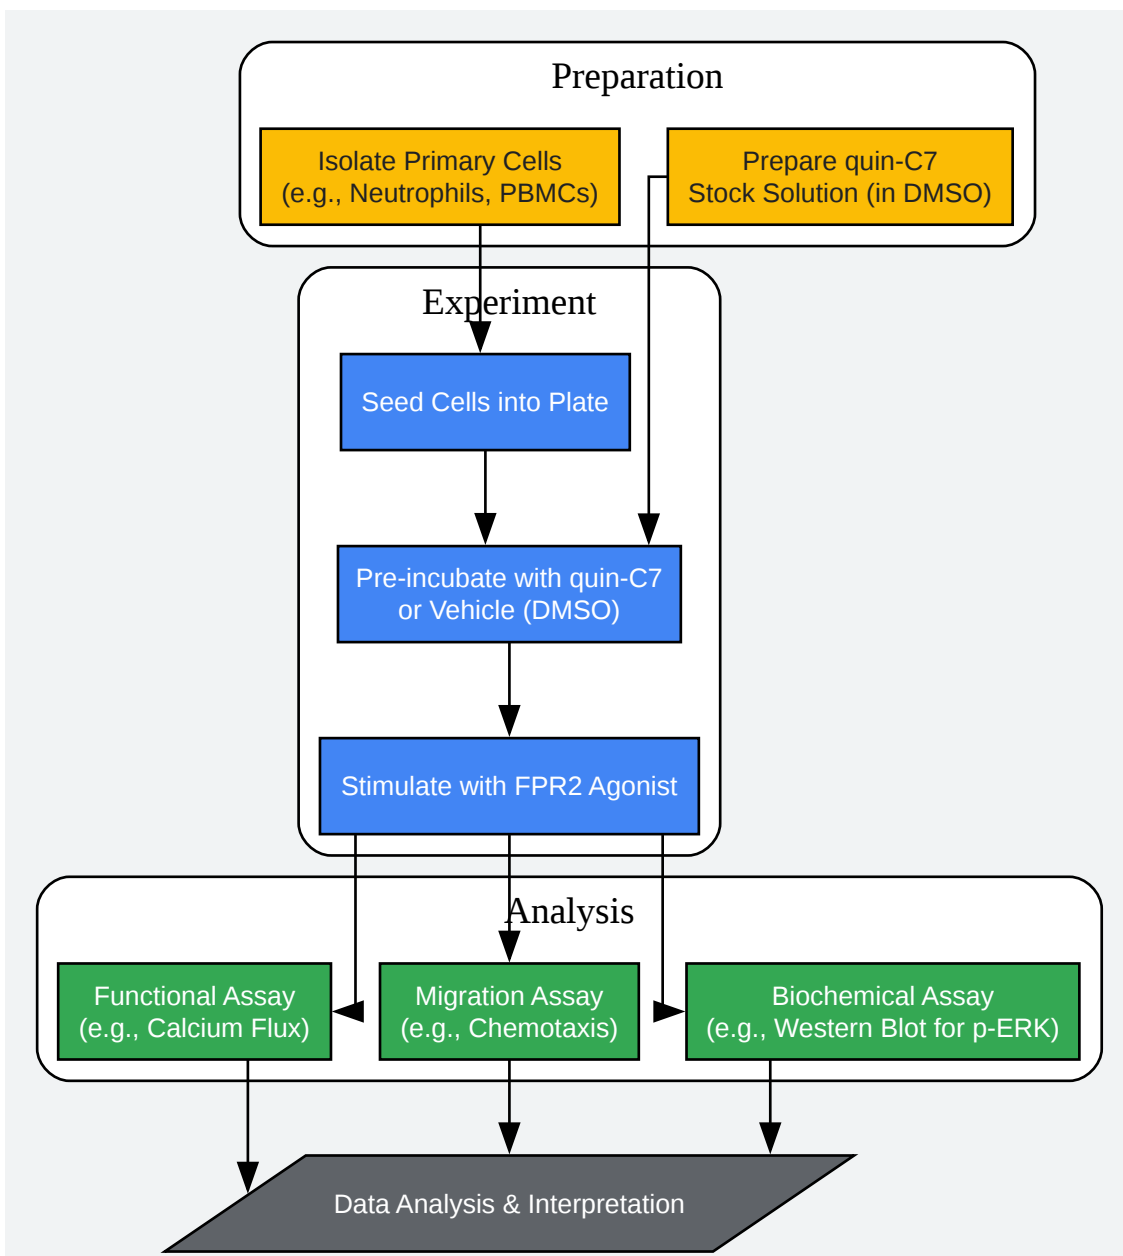 Preparation
Isolate Primary Cells
(e.g., Neutrophils, PBMCs)
Prepare quin-C7
Stock Solution (in DMSO)
Experiment
Seed Cells into Plate
Pre-incubate with quin-C7
or Vehicle (DMSO)
Stimulate with FPR2 Agonist
Analysis
Functional Assay
(e.g., Calcium Flux)
Migration Assay
(e.g., Chemotaxis)
Biochemical Assay
(e.g., Western Blot for p-ERK)
Data Analysis & Interpretation